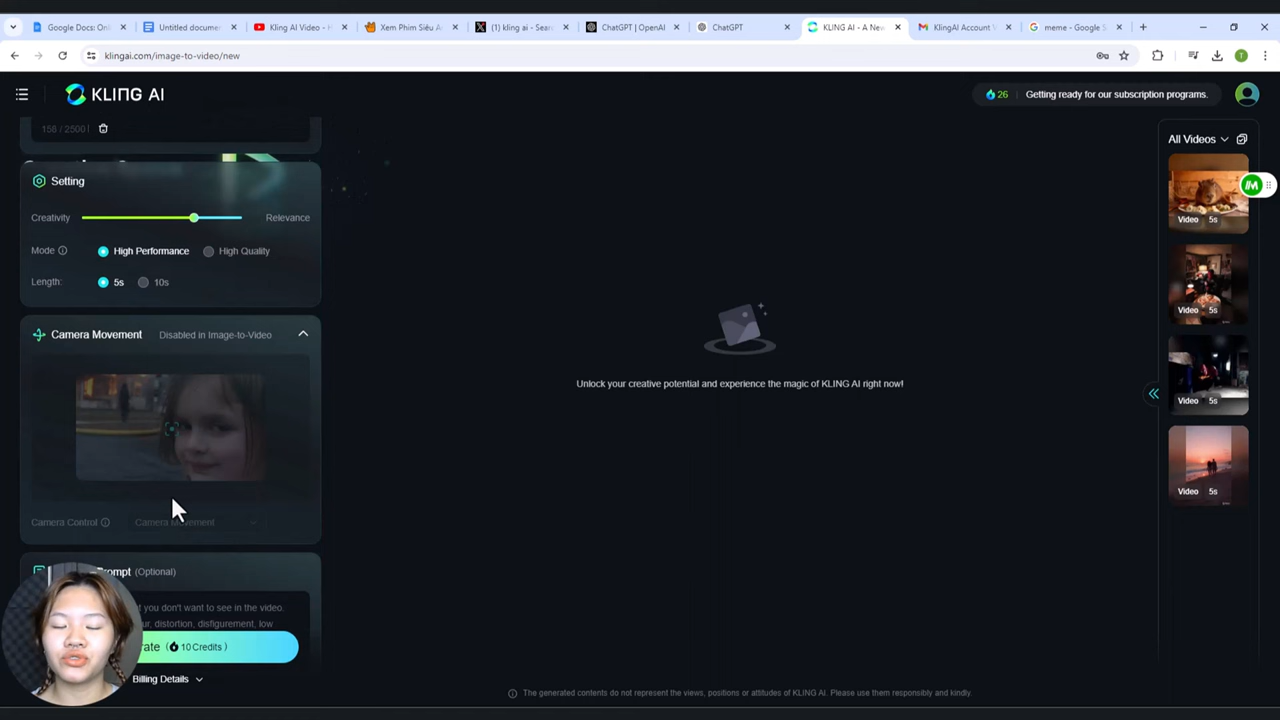 Google Docs: Onl
Untitled documen
Kling AI Video - H
Xem Phim Siêu A
(1) kling ai - Sear
ChatGPT | OpenAI
ChatGPT
KLING AI - A New
KlingAI Account V
meme - Google S
klingai.com/image-to-video/new
KLING AI
26
Getting ready for our subscription programs.
156 / 2500
All Videos
Setting
Creativity
Relevance
Mode
High Performance
High Quality
Length:
5s
10s
Video 5s
Video 5s
Video 5s
Video 5s
Camera Movement
Disabled in Image-to-Video
Unlock your creative potential and experience the magic of KLING AI right now!
Camera Control
Camera Movement
Prompt (Optional)
t you don't want to see in the video.
ur, distortion, disfigurement, low
rate ( 10 Credits )
Billing Details
The generated contents do not represent the views, positions or attitudes of KLING AI. Please use them responsibly and kindly.